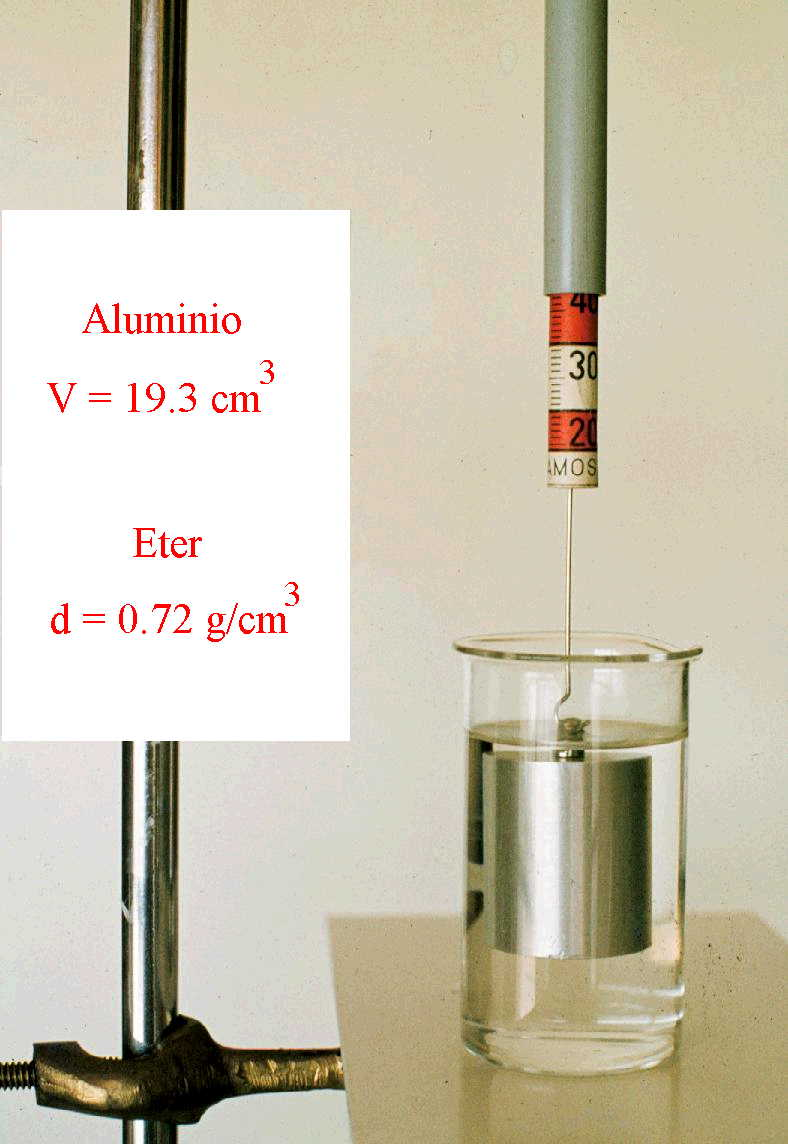 Aluminio
V = 19.3 cm³
Eter
d = 0.72 g/cm³
40
30
20
AMOS